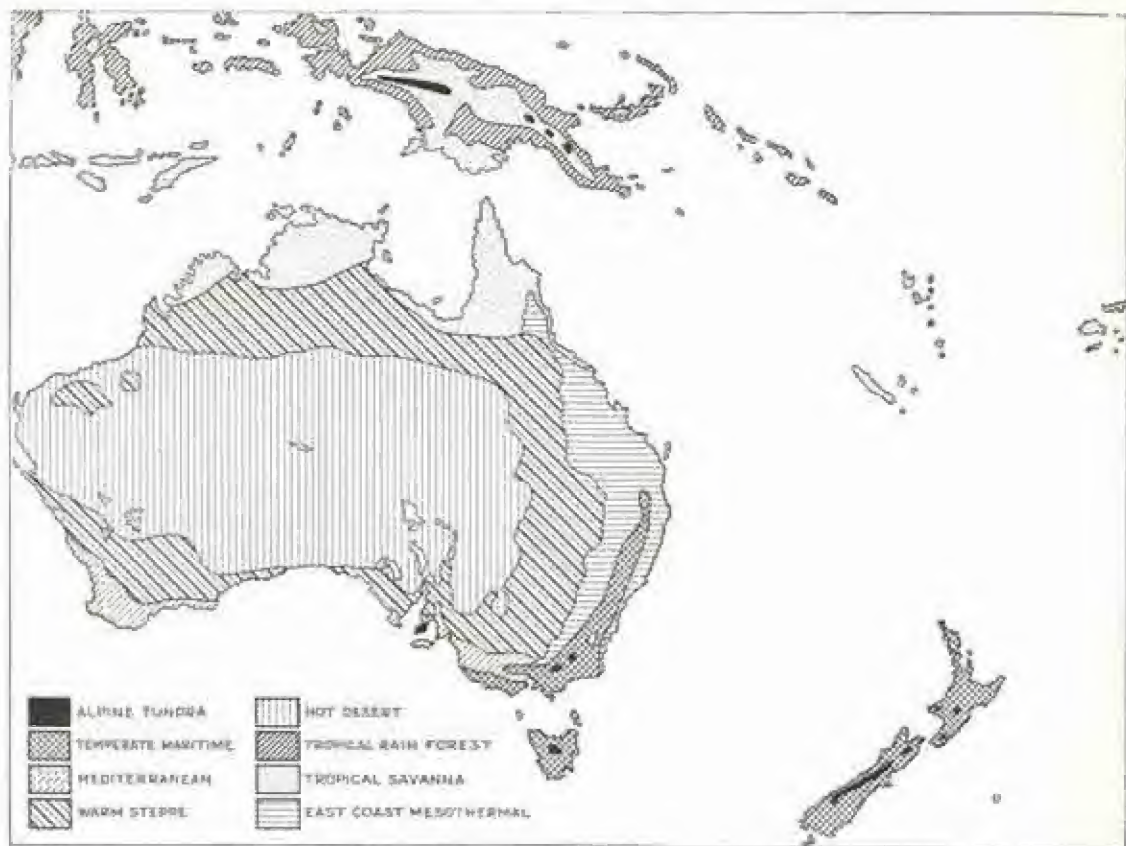 ALPINE TUNDRA
TEMPERATE MARITIME
MEDITERRANEAN
WARM STEPPE
HOT DESERT
TROPICAL RAIN FOREST
TROPICAL SAVANNA
EAST COAST MESOTHERMAL